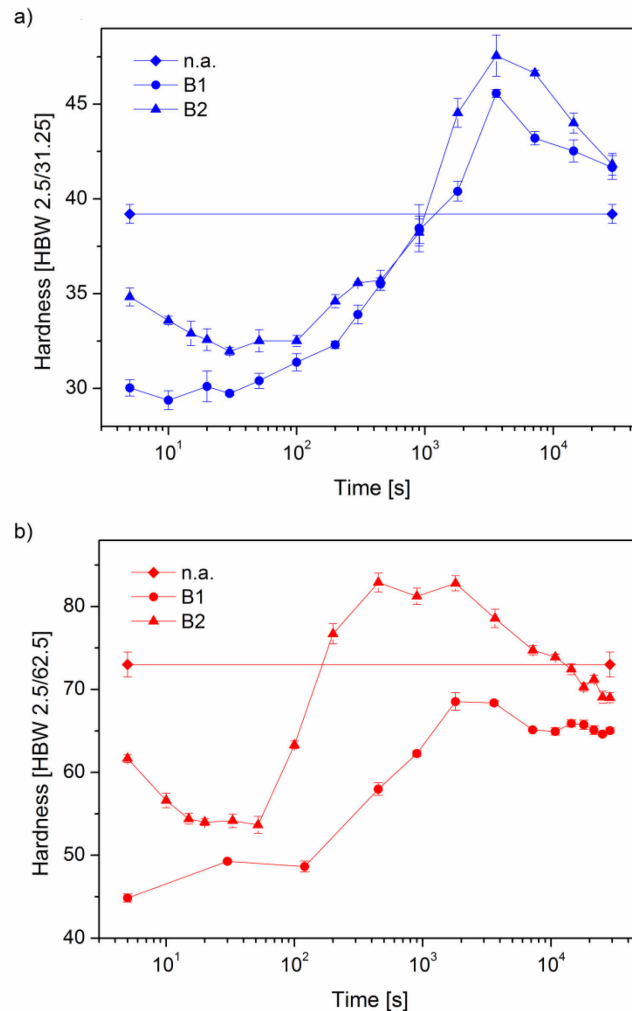 a)
n.a.
B1
B2
Hardness [HBW 2.5/31.25]
45
40
35
30
10¹
10²
10³
10⁴
Time [s]
b)
n.a.
B1
B2
Hardness [HBW 2.5/62.5]
80
70
60
50
40
10¹
10²
10³
10⁴
Time [s]